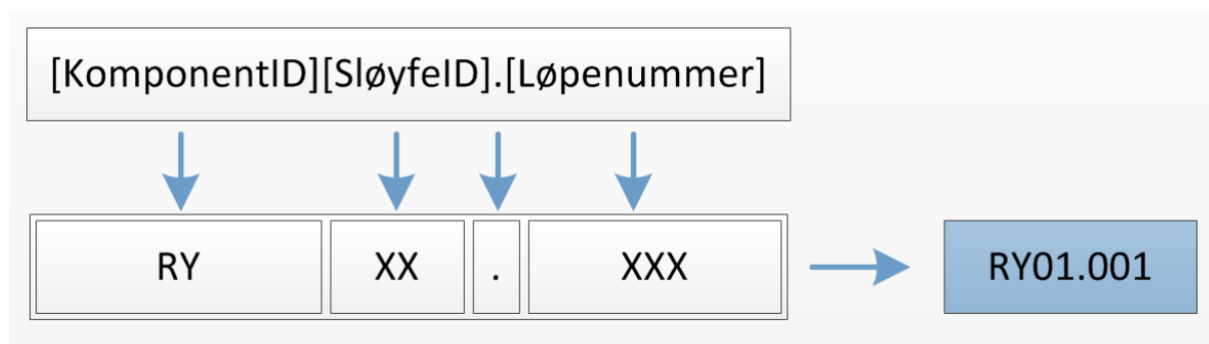 [KomponentID][SløyfeID].[Løpenummer]
RY XX . XXX RY01.001